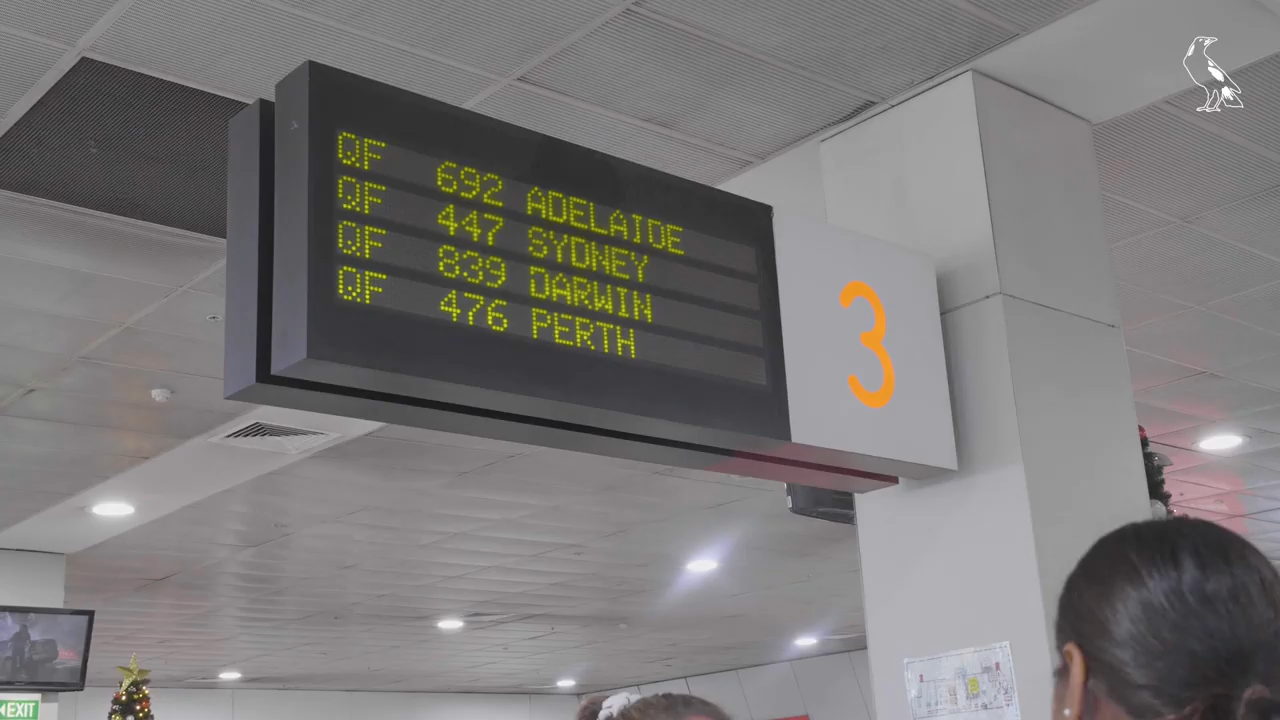 QF 692 ADELAIDE
QF 447 SYDNEY
QF 839 DARWIN
QF 476 PERTH
3
EXIT